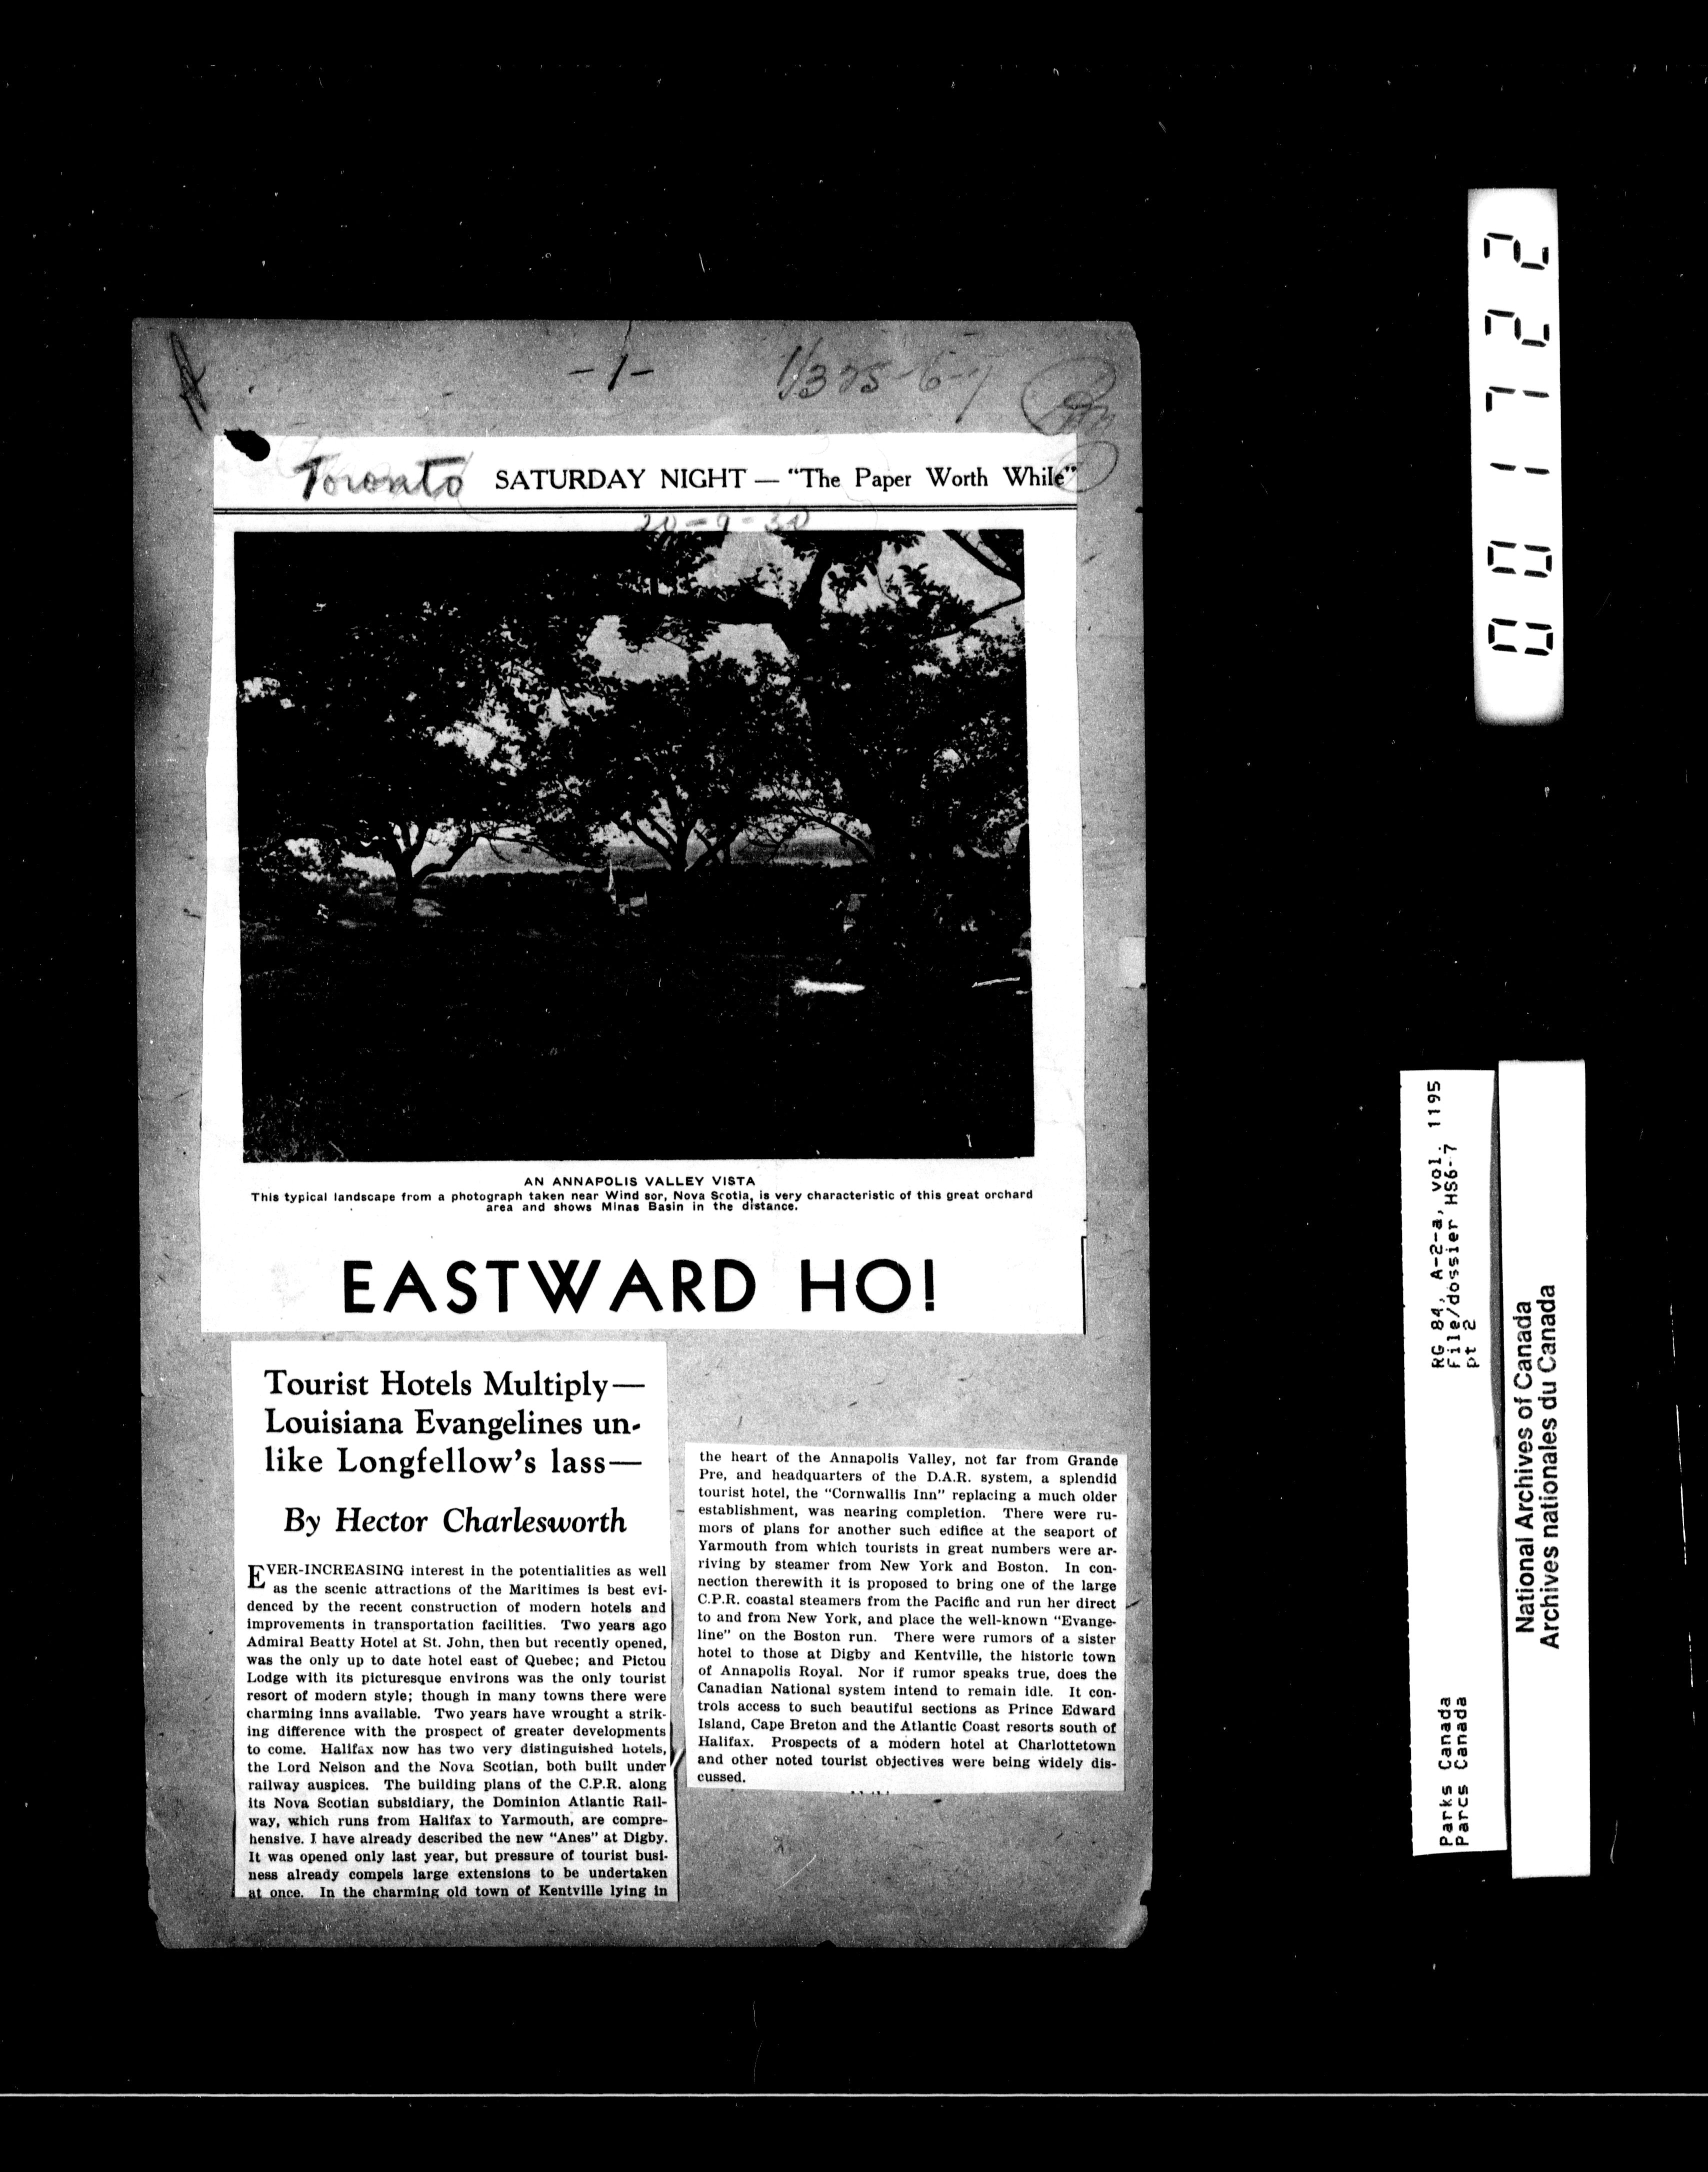 -1-
Toronto SATURDAY NIGHT — “The Paper Worth While”
20-9-30
AN ANNAPOLIS VALLEY VISTA
This typical landscape from a photograph taken near Wind sor, Nova Scotia, is very characteristic of this great orchard
area and shows Minas Basin in the distance.
EASTWARD HO!
Tourist Hotels Multiply—
Louisiana Evangelines un-
like Longfellow’s lass—
By Hector Charlesworth
EVER-INCREASING interest in the potentialities as well
as the scenic attractions of the Maritimes is best evi-
denced by the recent construction of modern hotels and
improvements in transportation facilities. Two years ago
Admiral Beatty Hotel at St. John, then but recently opened,
was the only up to date hotel east of Quebec; and Pictou
Lodge with its picturesque environs was the only tourist
resort of modern style; though in many towns there were
charming inns available. Two years have wrought a strik-
ing difference with the prospect of greater developments
to come. Halifax now has two very distinguished hotels,
the Lord Nelson and the Nova Scotian, both built under
railway auspices. The building plans of the C.P.R. along
its Nova Scotian subsidiary, the Dominion Atlantic Rail-
way, which runs from Halifax to Yarmouth, are compre-
hensive. I have already described the new “Anes” at Digby.
It was opened only last year, but pressure of tourist busi-
ness already compels large extensions to be undertaken
at once. In the charming old town of Kentville lying in
the heart of the Annapolis Valley, not far from Grande
Pre, and headquarters of the D.A.R. system, a splendid
tourist hotel, the “Cornwallis Inn” replacing a much older
establishment, was nearing completion. There were ru-
mors of plans for another such edifice at the seaport of
Yarmouth from which tourists in great numbers were ar-
riving by steamer from New York and Boston. In con-
nection therewith it is proposed to bring one of the large
C.P.R. coastal steamers from the Pacific and run her direct
to and from New York, and place the well-known “Evange-
line” on the Boston run. There were rumors of a sister
hotel to those at Digby and Kentville, the historic town
of Annapolis Royal. Nor if rumor speaks true, does the
Canadian National system intend to remain idle. It con-
trols access to such beautiful sections as Prince Edward
Island, Cape Breton and the Atlantic Coast resorts south of
Halifax. Prospects of a modern hotel at Charlottetown
and other noted tourist objectives were being widely dis-
cussed.
001722
Parks Canada RG 84, A-2-a, vol. 1195
Parcs Canada File/dossier HS6-7
pt 2
National Archives of Canada
Archives nationales du Canada